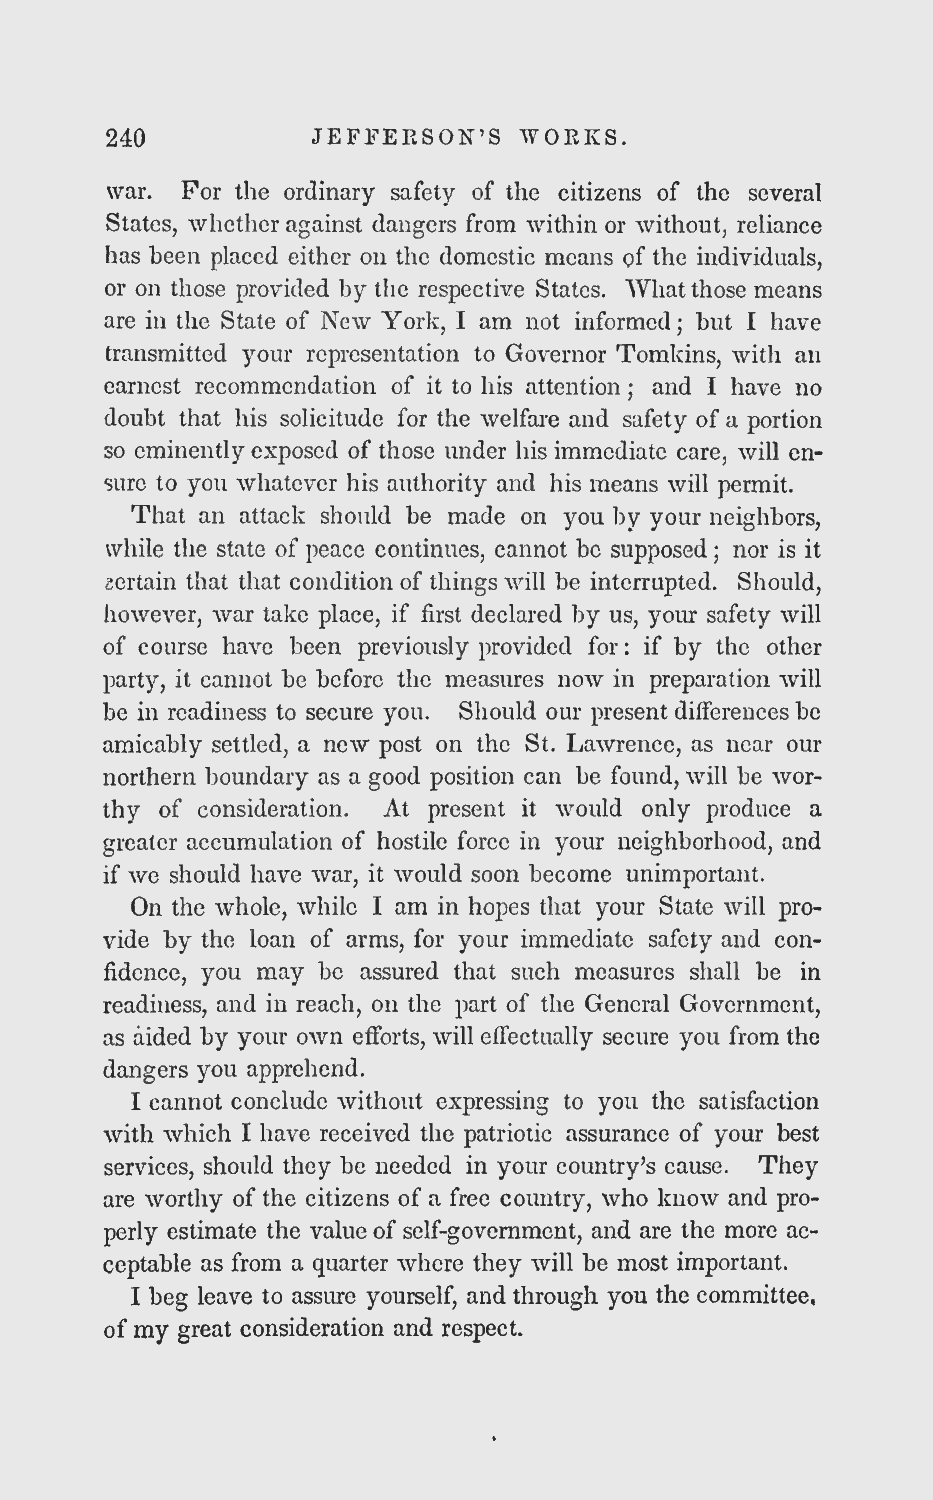 240 JEFFERSON'S WORKS.
war. For the ordinary safety of the citizens of the several
States, whether against dangers from within or without, reliance
has been placed either on the domestic means of the individuals,
or on those provided by the respective States. What those means
are in the State of New York, I am not informed; but I have
transmitted your representation to Governor Tomkins, with an
earnest recommendation of it to his attention; and I have no
doubt that his solicitude for the welfare and safety of a portion
so eminently exposed of those under his immediate care, will en-
sure to you whatever his authority and his means will permit.
That an attack should be made on you by your neighbors,
while the state of peace continues, cannot be supposed; nor is it
certain that that condition of things will be interrupted. Should,
however, war take place, if first declared by us, your safety will
of course have been previously provided for: if by the other
party, it cannot be before the measures now in preparation will
be in readiness to secure you. Should our present differences be
amicably settled, a new post on the St. Lawrence, as near our
northern boundary as a good position can be found, will be wor-
thy of consideration. At present it would only produce a
greater accumulation of hostile force in your neighborhood, and
if we should have war, it would soon become unimportant.
On the whole, while I am in hopes that your State will pro-
vide by the loan of arms, for your immediate safety and con-
fidence, you may be assured that such measures shall be in
readiness, and in reach, on the part of the General Government,
as aided by your own efforts, will effectually secure you from the
dangers you apprehend.
I cannot conclude without expressing to you the satisfaction
with which I have received the patriotic assurance of your best
services, should they be needed in your country's cause. They
are worthy of the citizens of a free country, who know and pro-
perly estimate the value of self-government, and are the more ac-
ceptable as from a quarter where they will be most important.
I beg leave to assure yourself, and through you the committee,
of my great consideration and respect.